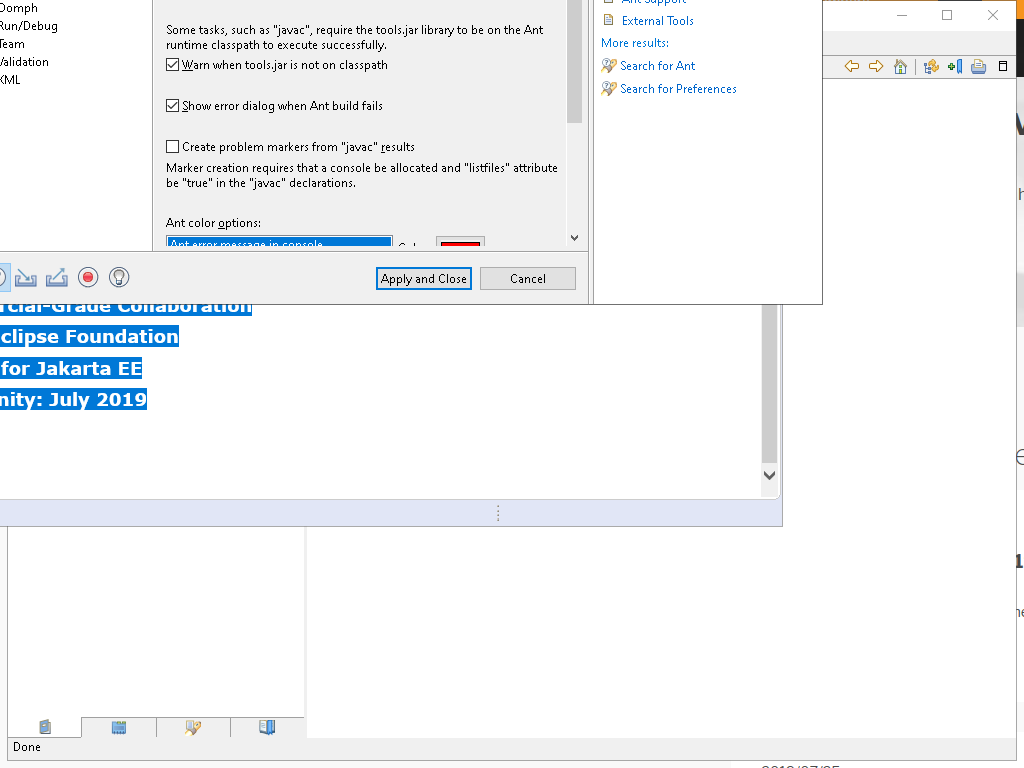 Oomph
Run/Debug
Team
Validation
XML
Some tasks, such as "javac", require the tools.jar library to be on the Ant
runtime classpath to execute successfully.
Warn when tools.jar is not on classpath
Show error dialog when Ant build fails
Create problem markers from "javac" results
Marker creation requires that a console be allocated and "listfiles" attribute
be "true" in the "javac" declarations.
Ant color options:
Ant error message in console
Apply and Close
Cancel
Ant Support
External Tools
More results:
Search for Ant
Search for Preferences
rcial-Grade Collaboration
clipse Foundation
for Jakarta EE
nity: July 2019
Done